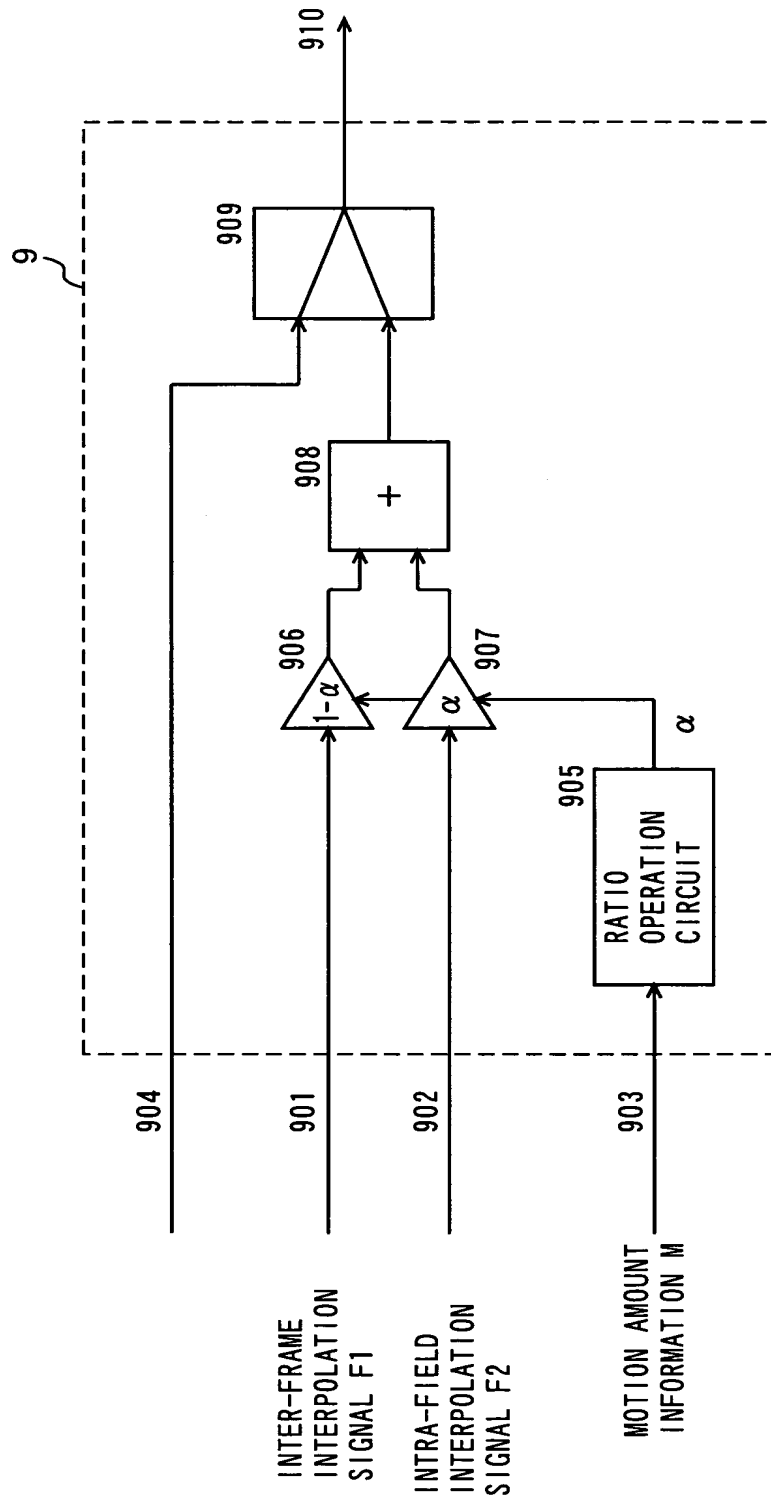 9
904
909
910
INTER-FRAME
INTERPOLATION
SIGNAL F1
901
906
1-α
908
+
INTRA-FIELD
INTERPOLATION
SIGNAL F2
902
907
α
MOTION AMOUNT
INFORMATION M
903
905
RATIO
OPERATION
CIRCUIT
α